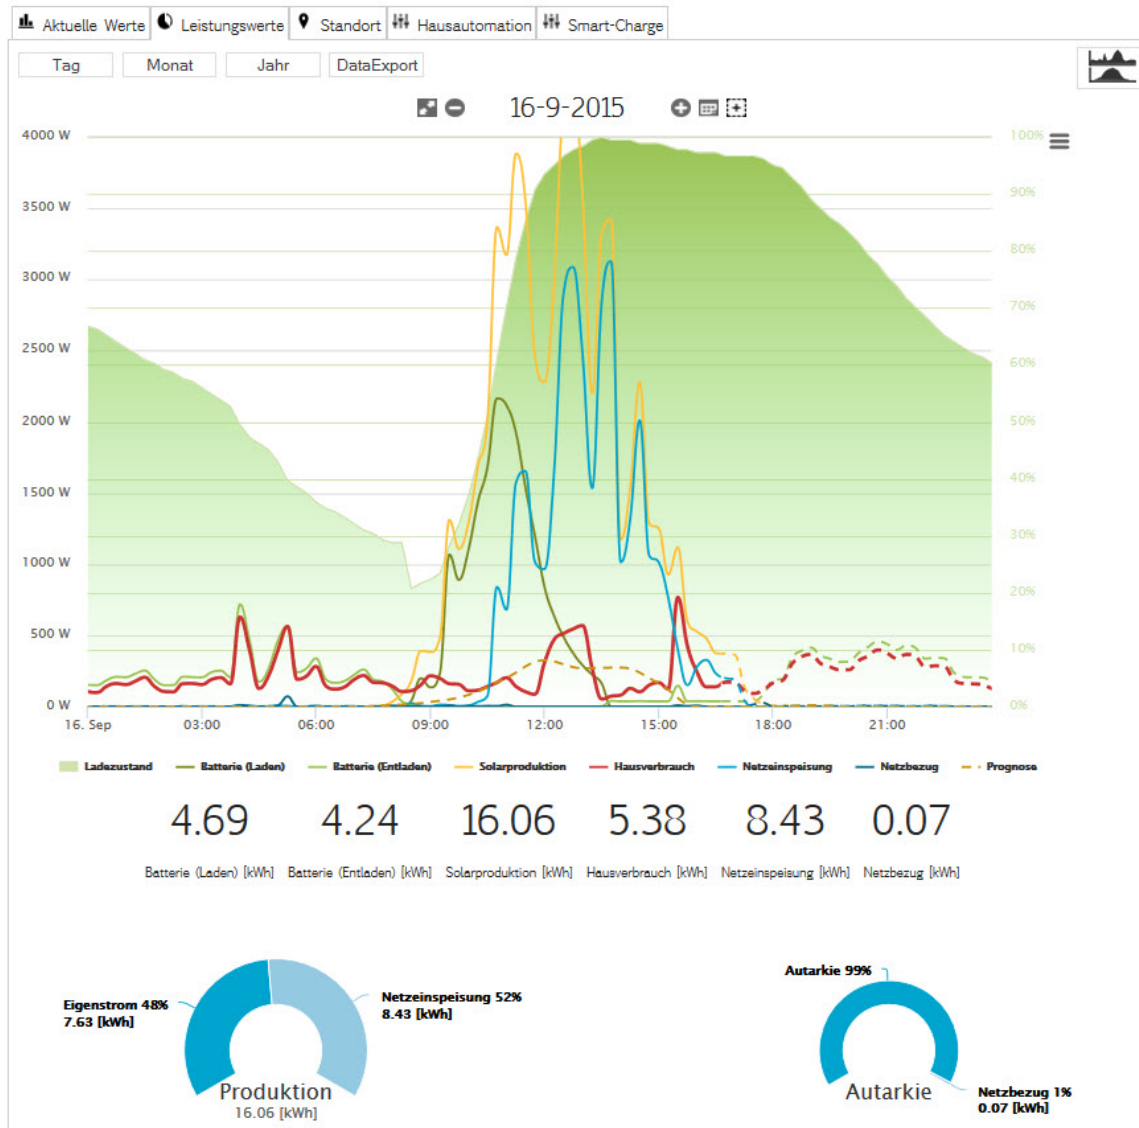 Aktuelle Werte Leistungswerte Standort Hausautomation Smart-Charge
Tag Monat Jahr DataExport
16-9-2015
4000 W 100%
90%
3500 W
80%
3000 W
70%
2500 W
60%
2000 W 50%
40%
1500 W
30%
1000 W
20%
500 W
10%
0 W 0%
16. Sep 03:00 06:00 09:00 12:00 15:00 18:00 21:00
Ladezustand Batterie (Laden) Batterie (Entladen) Solarproduktion Hausverbrauch Netzeinspeisung Netzbezug Prognose
4.69 4.24 16.06 5.38 8.43 0.07
Batterie (Laden) [kWh] Batterie (Entladen) [kWh] Solarproduktion [kWh] Hausverbrauch [kWh] Netzeinspeisung [kWh] Netzbezug [kWh]
Eigenstrom 48%
7.63 [kWh]
Netzeinspeisung 52%
8.43 [kWh]
Produktion
16.06 [kWh]
Autarkie 99%
Autarkie
Netzbezug 1%
0.07 [kWh]